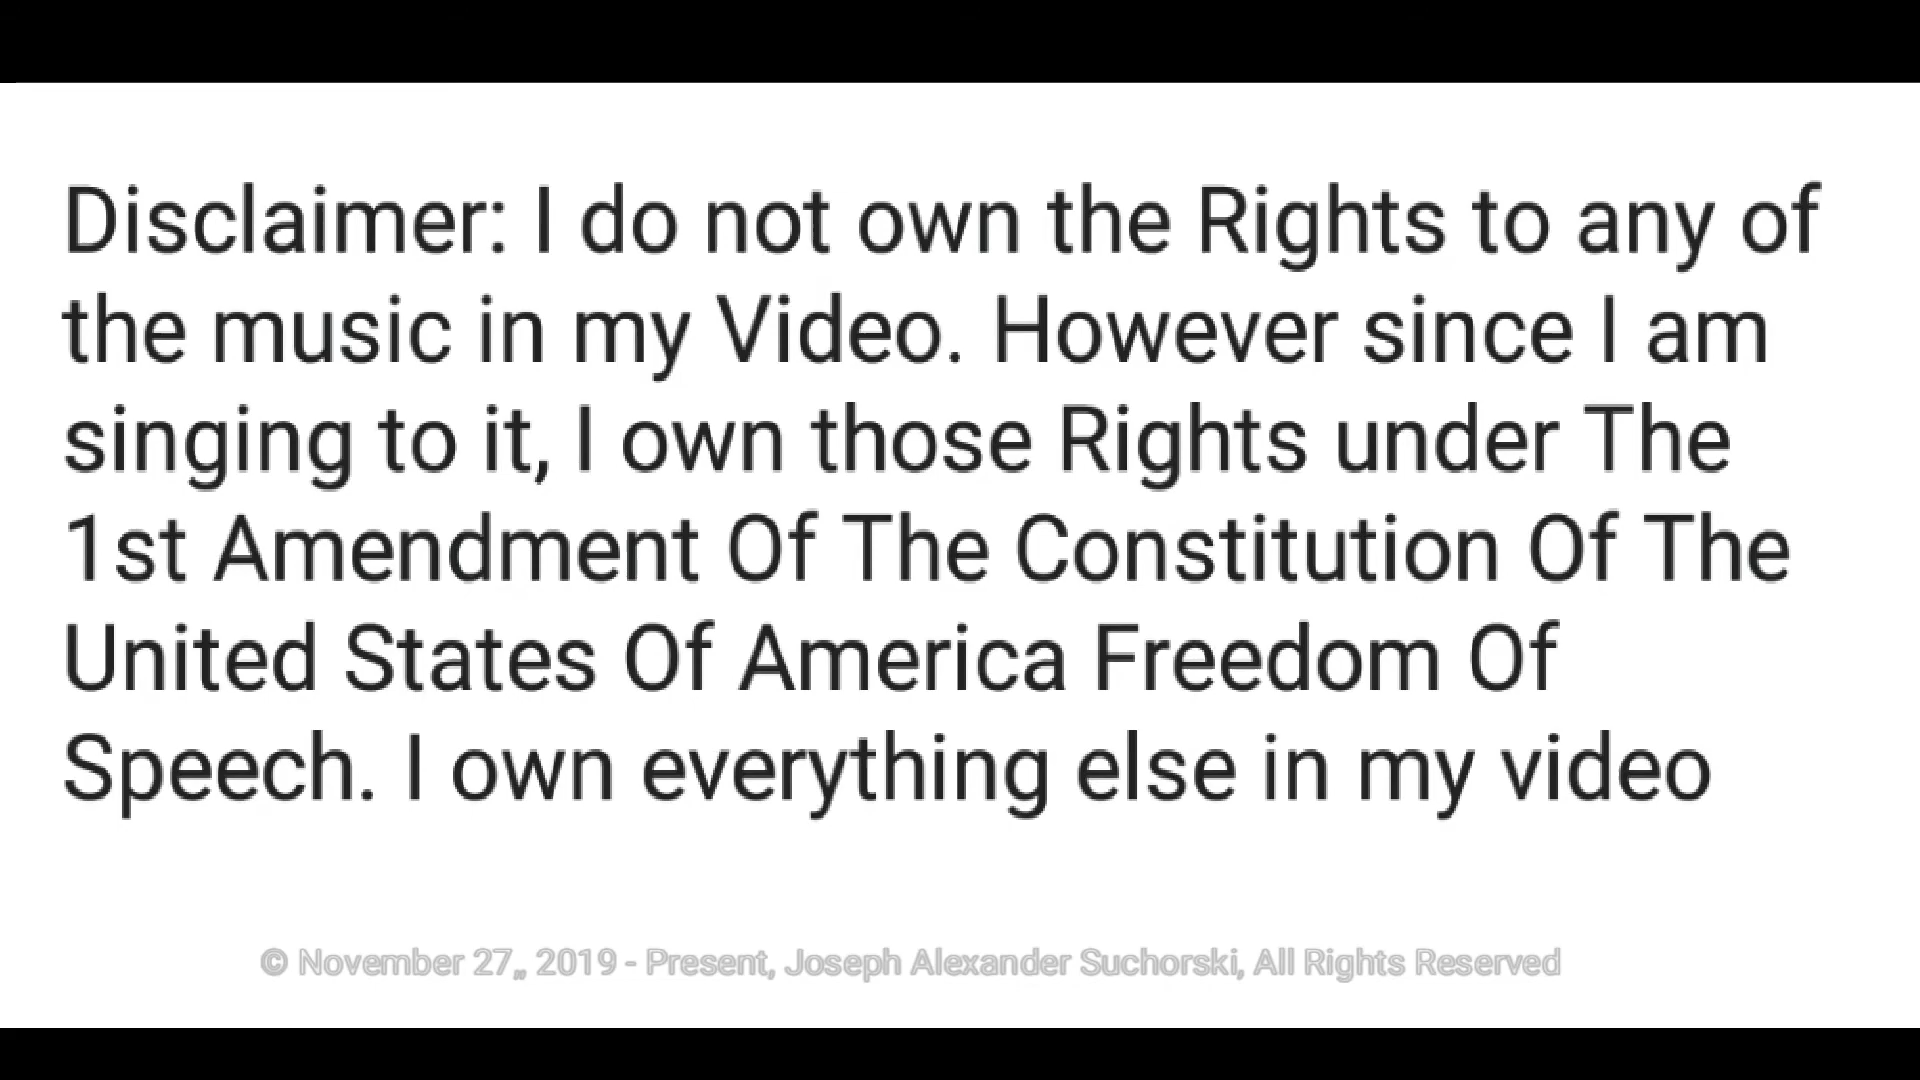 Disclaimer: I do not own the Rights to any of
the music in my Video. However since I am
singing to it, I own those Rights under The
1st Amendment Of The Constitution Of The
United States Of America Freedom Of
Speech. I own everything else in my video
© November 27,, 2019 - Present, Joseph Alexander Suchorski, All Rights Reserved